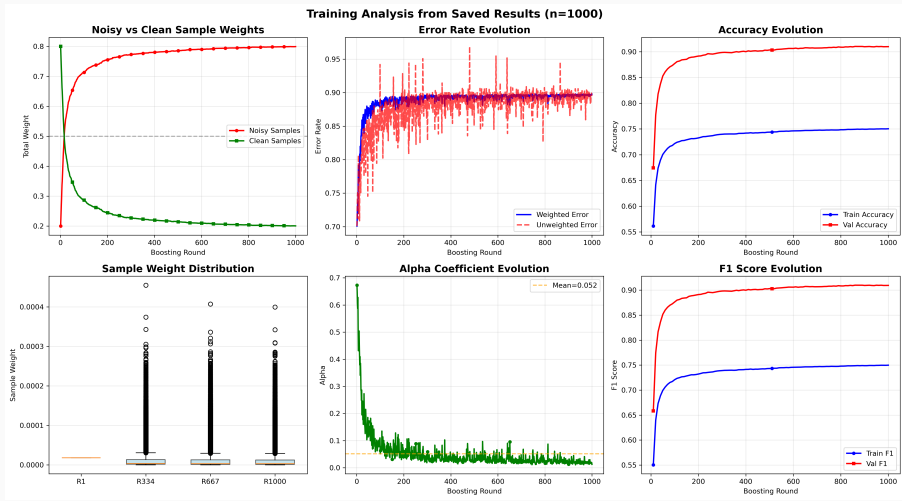 Training Analysis from Saved Results (n=1000)
Noisy vs Clean Sample Weights
Total Weight
0.8
0.7
0.6
0.5
0.4
0.3
0.2
Noisy Samples
Clean Samples
0 200 400 600 800 1000
Boosting Round
Error Rate Evolution
Error Rate
0.95
0.90
0.85
0.80
0.75
0.70
Weighted Error
Unweighted Error
0 200 400 600 800 1000
Boosting Round
Accuracy Evolution
Accuracy
0.90
0.85
0.80
0.75
0.70
0.65
0.60
0.55
Train Accuracy
Val Accuracy
0 200 400 600 800 1000
Boosting Round
Sample Weight Distribution
Sample Weight
0.0004
0.0003
0.0002
0.0001
0.0000
R1 R334 R667 R1000
Alpha Coefficient Evolution
Alpha
0.7
0.6
0.5
0.4
0.3
0.2
0.1
0.0
Mean=0.052
0 200 400 600 800 1000
Boosting Round
F1 Score Evolution
F1 Score
0.90
0.85
0.80
0.75
0.70
0.65
0.60
0.55
Train F1
Val F1
0 200 400 600 800 1000
Boosting Round